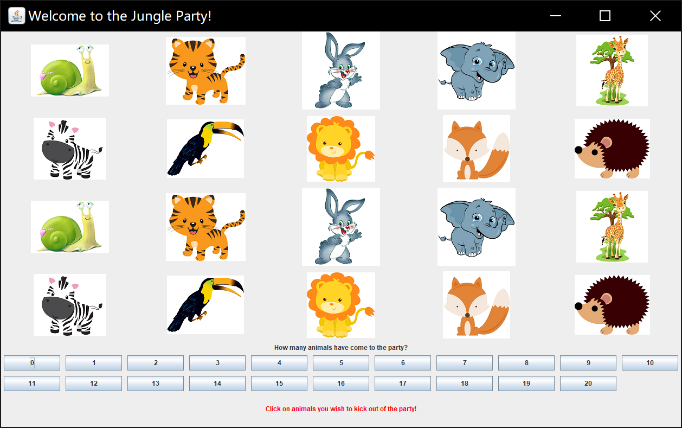 Welcome to the Jungle Party!
How many animals have come to the party?
0 1 2 3 4 5 6 7 8 9 10
11 12 13 14 15 16 17 18 19 20
Click on animals you wish to kick out of the party!